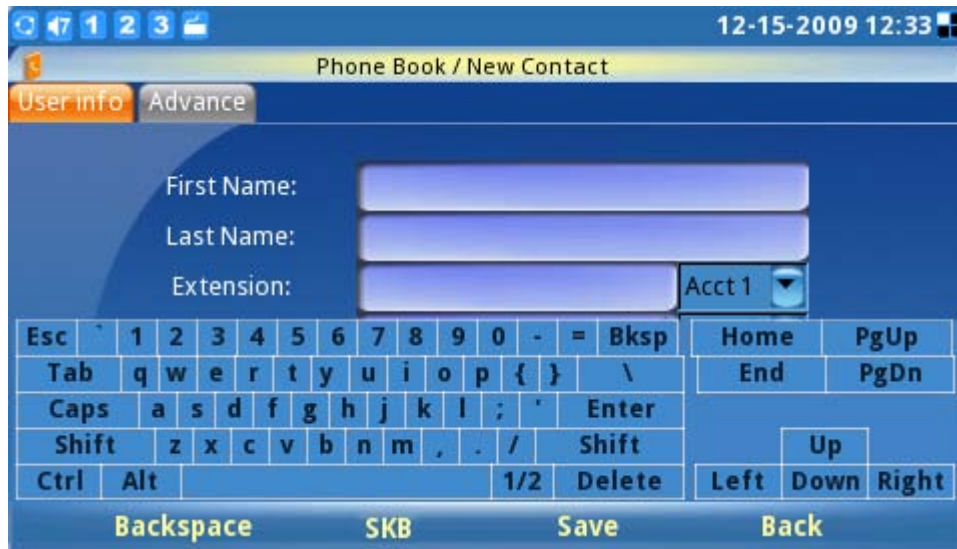 7 1 2 3 12-15-2009 12:33
Phone Book / New Contact
User info Advance
First Name:
Last Name:
Extension: Acct 1
Esc ` 1 2 3 4 5 6 7 8 9 0 - = Bksp Home PgUp
Tab q w e r t y u i o p { } \ End PgDn
Caps a s d f g h j k l ; ' Enter
Shift z x c v b n m , . / Shift Up
Ctrl Alt 1/2 Delete Left Down Right
Backspace SKB Save Back